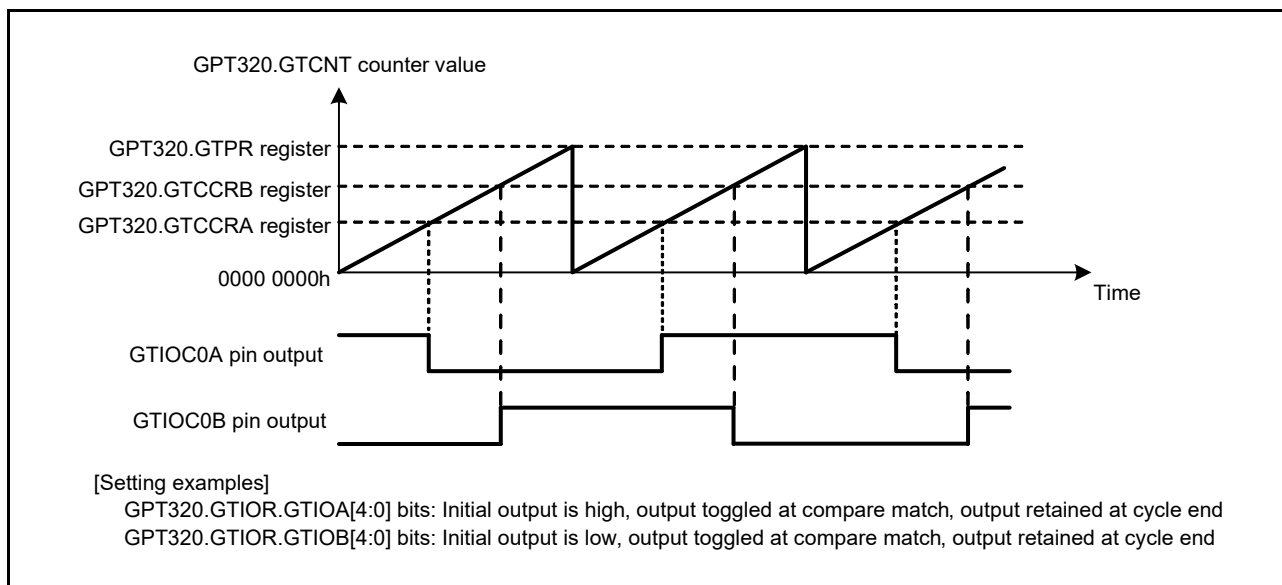 GPT320.GTCNT counter value
GPT320.GTPR register
GPT320.GTCCRB register
GPT320.GTCCRA register
0000 0000h
Time
GTIOC0A pin output
GTIOC0B pin output
[Setting examples]
GPT320.GTIOR.GTIOA[4:0] bits: Initial output is high, output toggled at compare match, output retained at cycle end
GPT320.GTIOR.GTIOB[4:0] bits: Initial output is low, output toggled at compare match, output retained at cycle end